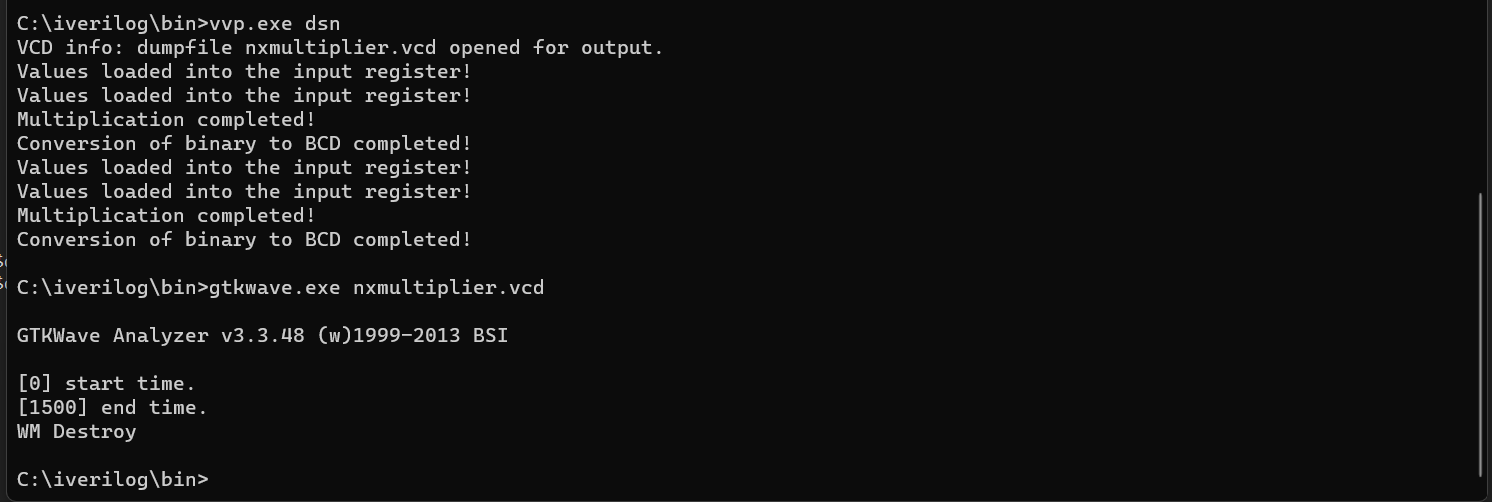 C:\iverilog\bin>vvp.exe dsn
VCD info: dumpfile nxmultiplier.vcd opened for output.
Values loaded into the input register!
Values loaded into the input register!
Multiplication completed!
Conversion of binary to BCD completed!
Values loaded into the input register!
Values loaded into the input register!
Multiplication completed!
Conversion of binary to BCD completed!
C:\iverilog\bin>gtkwave.exe nxmultiplier.vcd
GTKWave Analyzer v3.3.48 (w)1999-2013 BSI
[0] start time.
[1500] end time.
WM Destroy
C:\iverilog\bin>